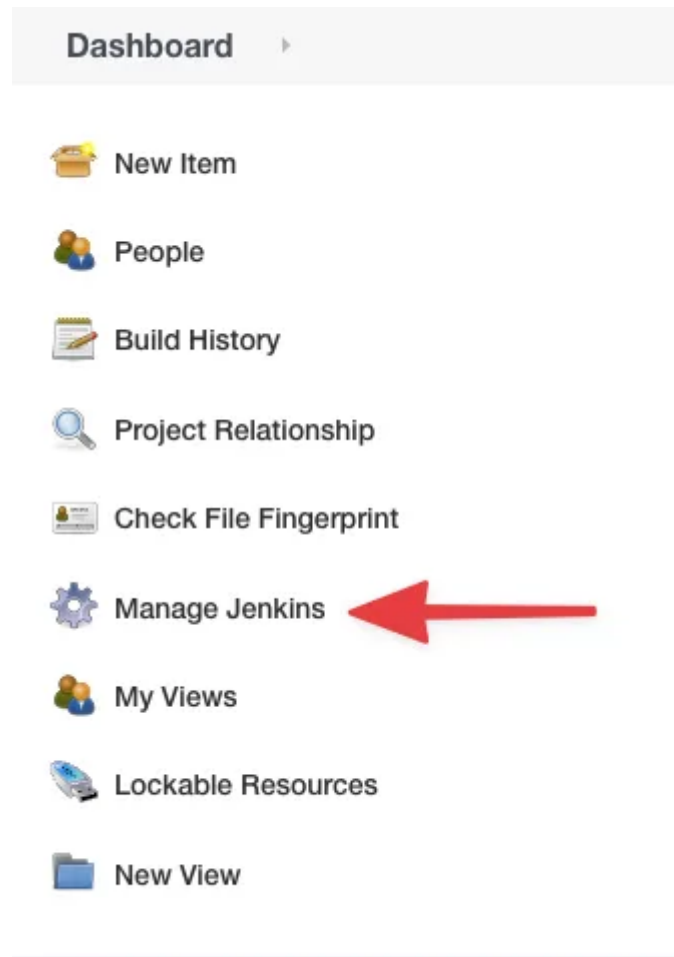 Dashboard
New Item
People
Build History
Project Relationship
Check File Fingerprint
Manage Jenkins
My Views
Lockable Resources
New View